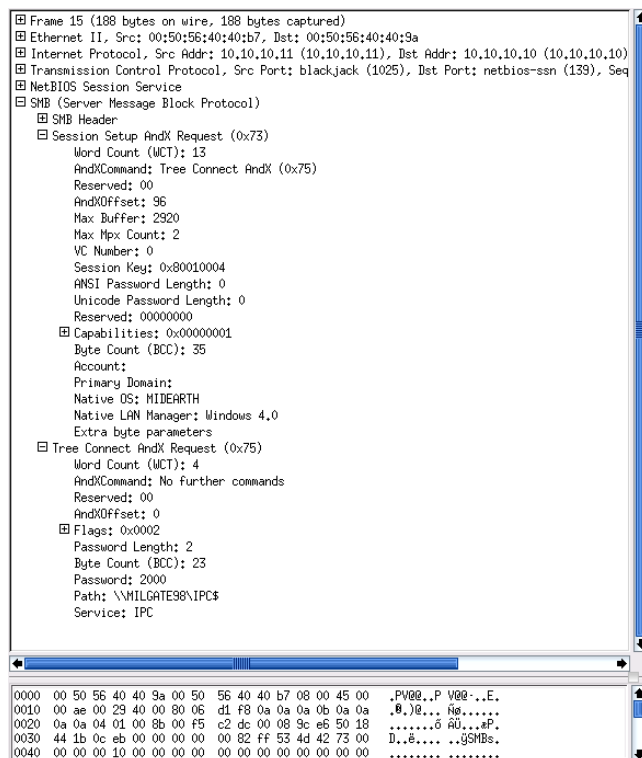 Frame 15 (188 bytes on wire, 188 bytes captured)
Ethernet II, Src: 00:50:56:40:40:b7, Dst: 00:50:56:40:40:9a
Internet Protocol, Src Addr: 10.10.10.11 (10.10.10.11), Dst Addr: 10.10.10.10 (10.10.10.10)
Transmission Control Protocol, Src Port: blackjack (1025), Dst Port: netbios-ssn (139), Seq
NetBIOS Session Service
SMB (Server Message Block Protocol)
SMB Header
Session Setup AndX Request (0x73)
Word Count (WCT): 13
AndXCommand: Tree Connect AndX (0x75)
Reserved: 00
AndXOffset: 96
Max Buffer: 2920
Max Mpx Count: 2
VC Number: 0
Session Key: 0x80010004
ANSI Password Length: 0
Unicode Password Length: 0
Reserved: 00000000
Capabilities: 0x00000001
Byte Count (BCC): 35
Account:
Primary Domain:
Native OS: MIDEARTH
Native LAN Manager: Windows 4.0
Extra byte parameters
Tree Connect AndX Request (0x75)
Word Count (WCT): 4
AndXCommand: No further commands
Reserved: 00
AndXOffset: 0
Flags: 0x0002
Password Length: 2
Byte Count (BCC): 23
Password: 2000
Path: \\MILGATE98\IPC$
Service: IPC
0000 00 50 56 40 40 9a 00 50 56 40 40 b7 08 00 45 00 .PV@@..P V@@·..E.
0010 00 ae 00 29 40 00 80 06 d1 f8 0a 0a 0a 0b 0a 0a .®.)@... Ñø......
0020 0a 0a 04 01 00 8b 00 f5 c2 dc 00 08 9c e6 50 18 .......õ ÂÜ...æP.
0030 44 1b 0c eb 00 00 00 00 00 82 ff 53 4d 42 73 00 D..ë.... ..ÿSMBs.
0040 00 00 00 10 00 00 00 00 00 00 00 00 00 00 00 00 ........ ........